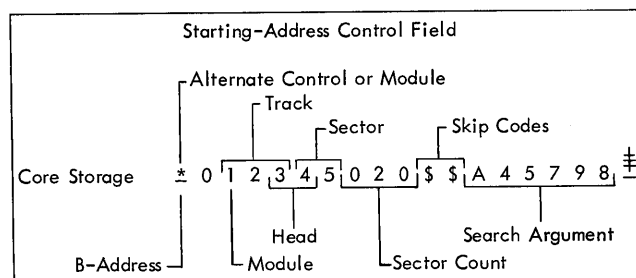 Starting-Address Control Field
Alternate Control or Module
Track
Sector
Skip Codes
Core Storage * 0 1 2 3 4 5 0 2 0 $ $ A 4 5 7 9 8 ⧧
Head
Search Argument
B-Address
Module
Sector Count